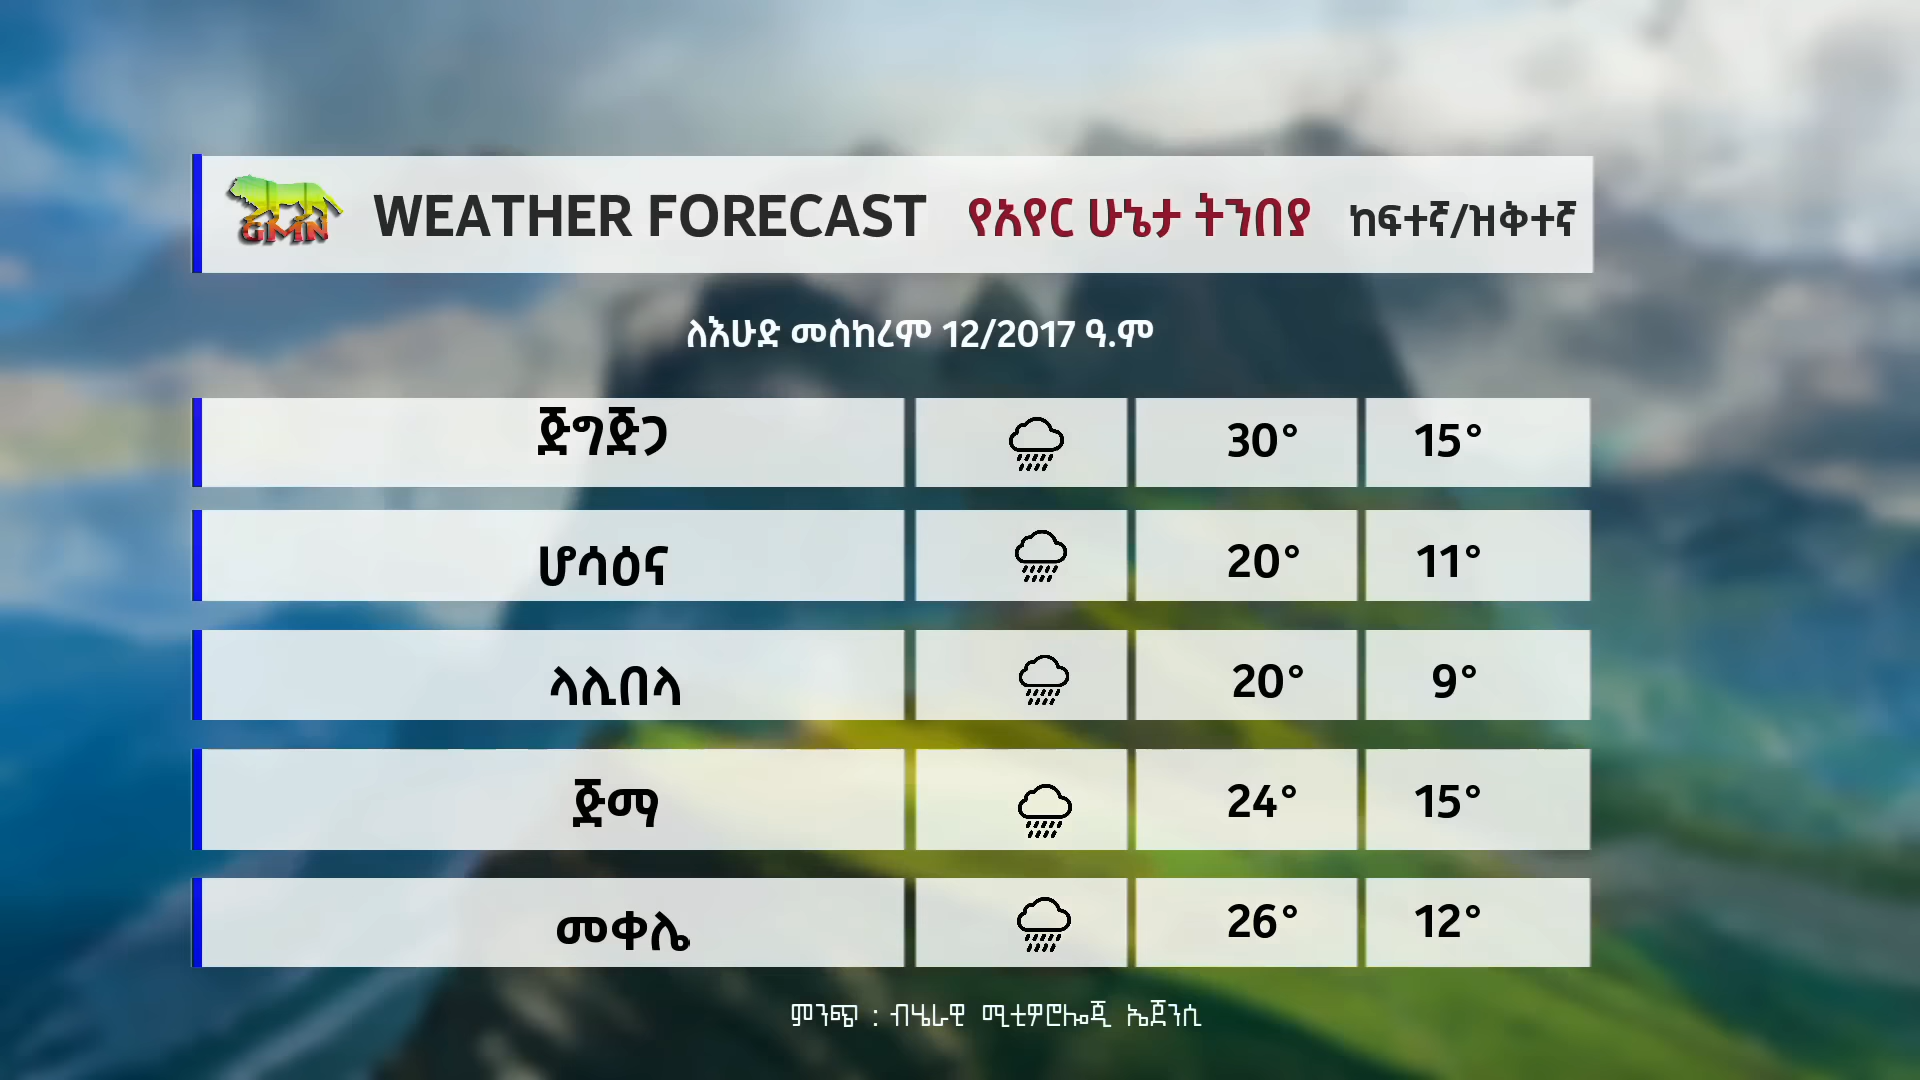 GMN WEATHER FORECAST የአየር ሁኔታ ትንበያ ከፍተኛ/ዝቅተኛ
ለእሁድ መስከረም 12/2017 ዓ.ም
ጅግጅጋ 30° 15°
ሆሳዕና 20° 11°
ላሊበላ 20° 9°
ጅማ 24° 15°
መቀሌ 26° 12°
ምንጭ : ብሄራዊ ሚቲዎሮሎጂ ኤጀንሲ